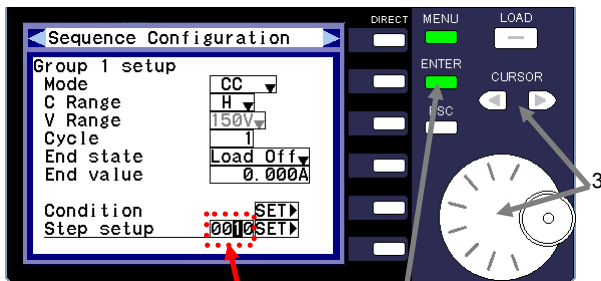 DIRECT MENU LOAD
Sequence Configuration
Group 1 setup
Mode CC
C Range H
V Range 150V
Cycle 1
End state Load Off
End value 0.000A
Condition SET
Step setup 0010 SET
ENTER
CURSOR
ESC
3